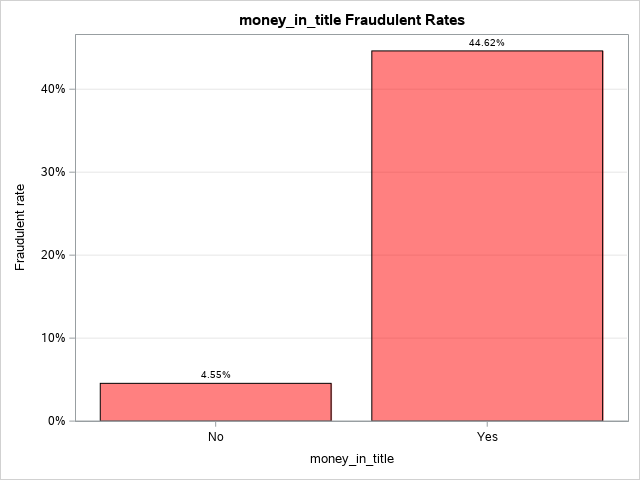 money_in_title Fraudulent Rates
44.62%
40%
30%
Fraudulent rate
20%
10%
4.55%
0%
No
Yes
money_in_title